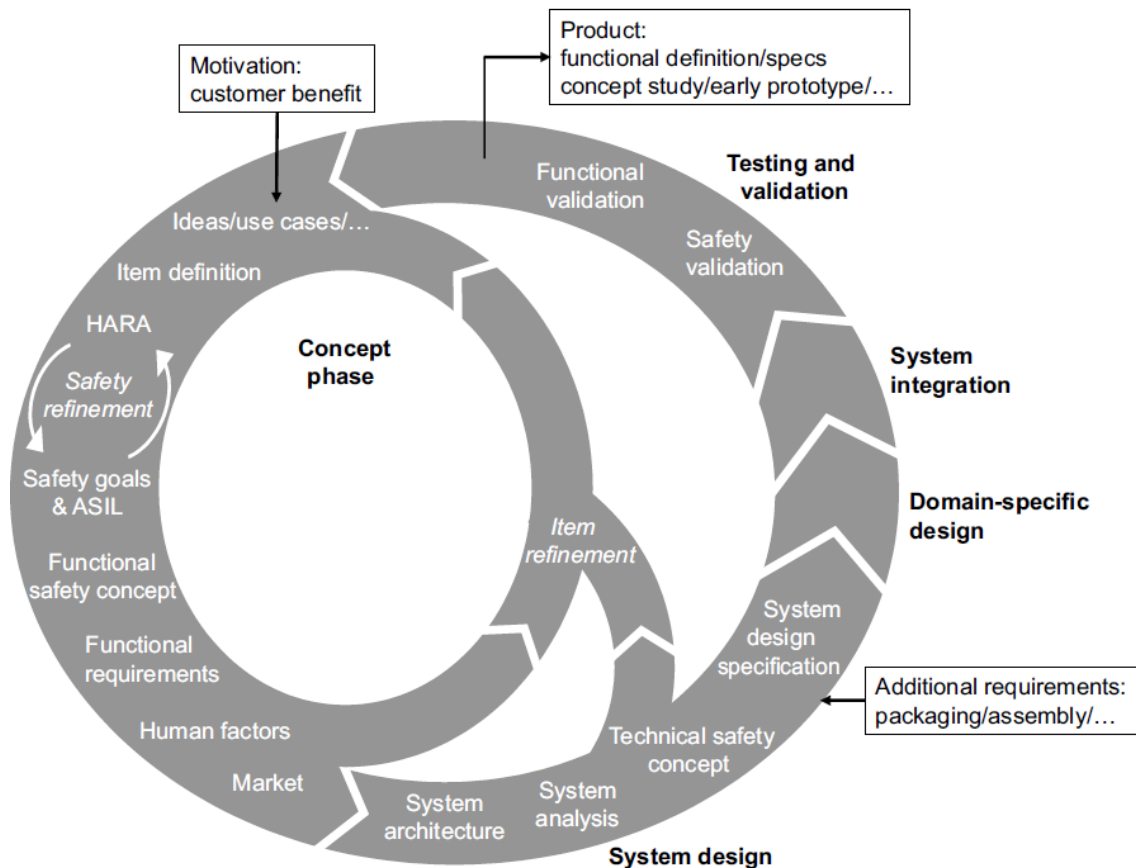 Product:
functional definition/specs
concept study/early prototype/…
Motivation:
customer benefit
Testing and
validation
Functional
validation
Safety
validation
Ideas/use cases/…
Item definition
HARA
Safety
refinement
Safety goals
& ASIL
Concept
phase
System
integration
Domain-specific
design
Item
refinement
Functional
safety concept
Functional
requirements
Human factors
Market
System
architecture
System
analysis
Technical safety
concept
System
design
specification
Additional requirements:
packaging/assembly/…
System design